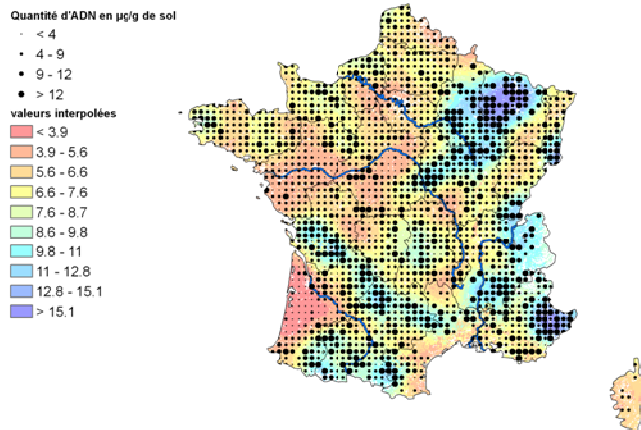 Quantité d'ADN en µg/g de sol
< 4
4 - 9
9 - 12
> 12
valeurs interpolées
< 3.9
3.9 - 5.6
5.6 - 6.6
6.6 - 7.6
7.6 - 8.7
8.6 - 9.8
9.8 - 11
11 - 12.8
12.8 - 15.1
> 15.1